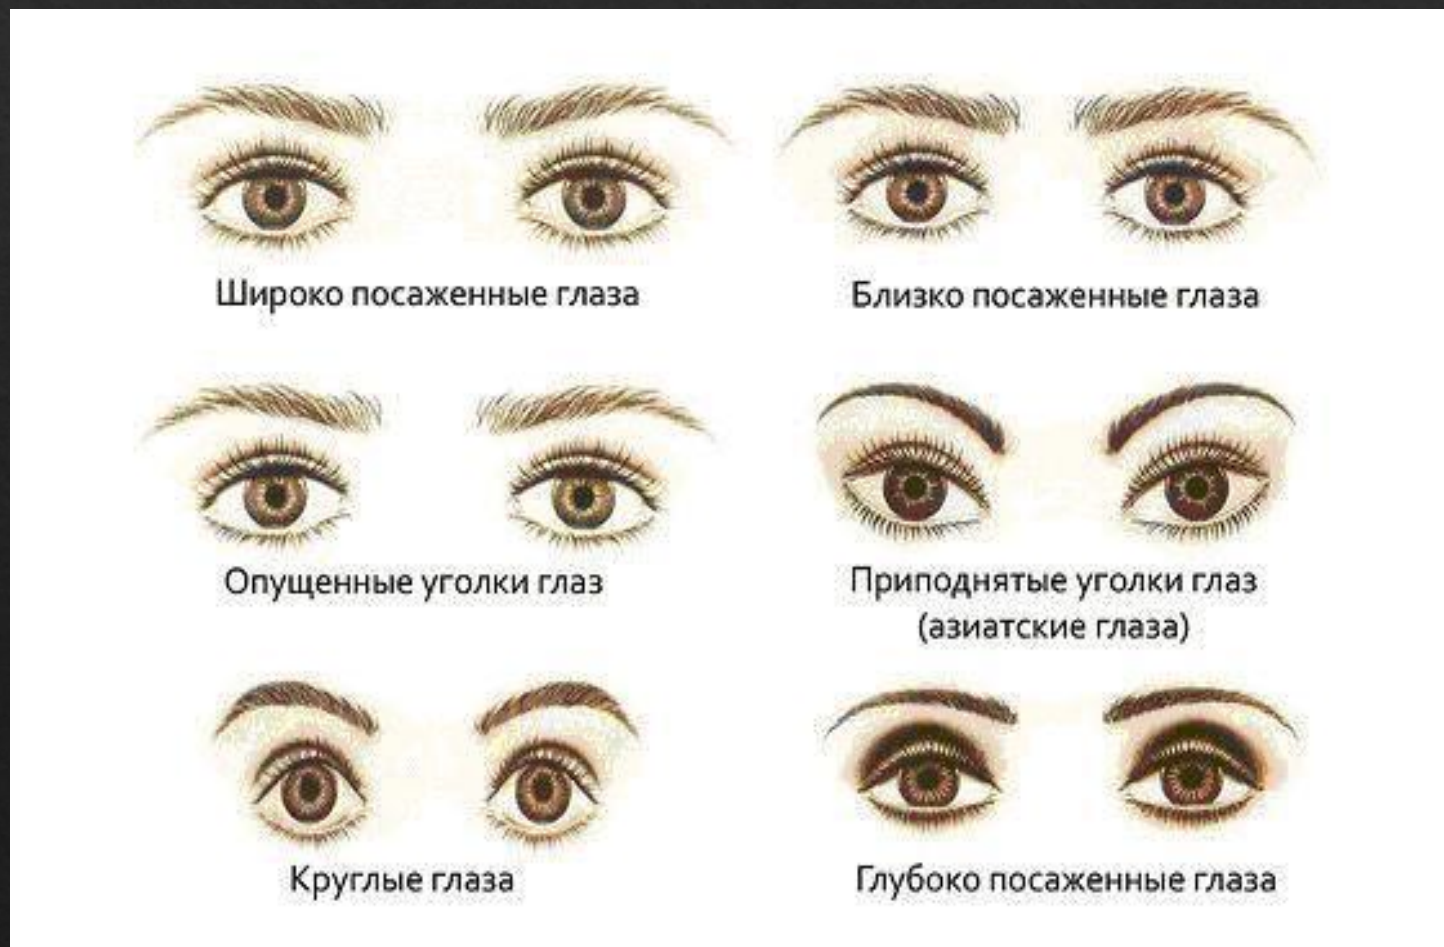 Широко посаженные глаза
Близко посаженные глаза
Опущенные уголки глаз
Приподнятые уголки глаз
(азиатские глаза)
Круглые глаза
Глубоко посаженные глаза